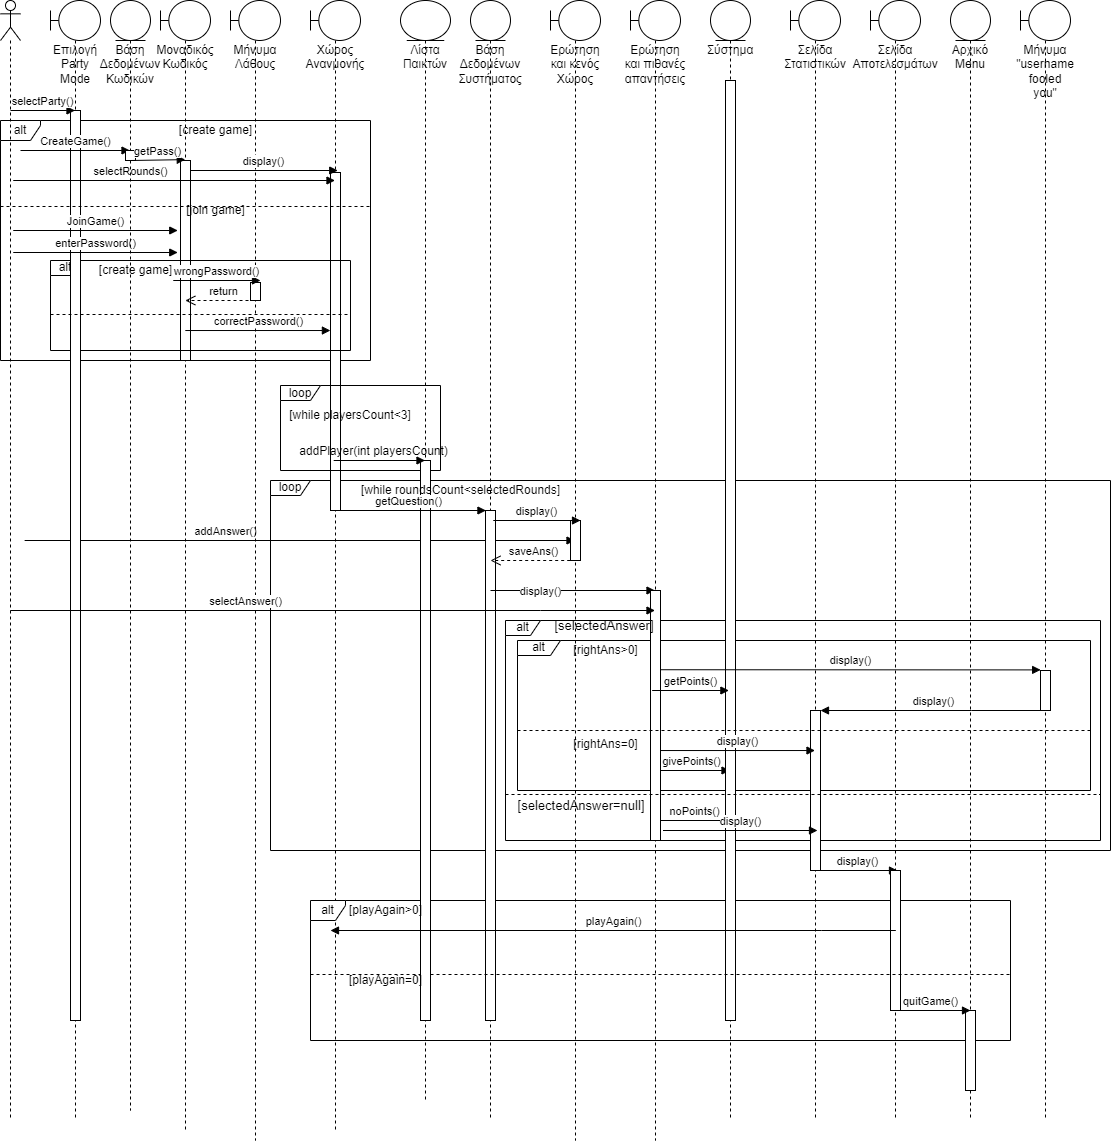 Επιλογή
Party
Mode
Βάση
Δεδομένων
Κωδικών
Μοναδικός
Κωδικός
Μήνυμα
Λάθους
Χώρος
Αναμονής
Λίστα
Παικτών
Βάση
Δεδομένων
Συστήματος
Ερώτηση
και κενός
Χώρος
Ερώτηση
και πιθανές
απαντήσεις
Σύστημα
Σελίδα
Στατιστικών
Σελίδα
Αποτελεσμάτων
Αρχικό
Menu
Μήνυμα
"username
fooled
you"
selectParty()
alt
[create game]
CreateGame()
getPass()
display()
selectRounds()
[join game]
JoinGame()
enterPassword()
alt
[create game]
wrongPassword()
return
correctPassword()
loop
[while playersCount<3]
addPlayer(int playersCount)
loop
[while roundsCount<selectedRounds]
getQuestion()
display()
addAnswer()
saveAns()
display()
selectAnswer()
alt
[selectedAnswer]
alt
[rightAns>0]
display()
getPoints()
display()
[rightAns=0]
display()
givePoints()
[selectedAnswer=null]
noPoints()
display()
display()
alt
[playAgain>0]
playAgain()
[playAgain=0]
quitGame()